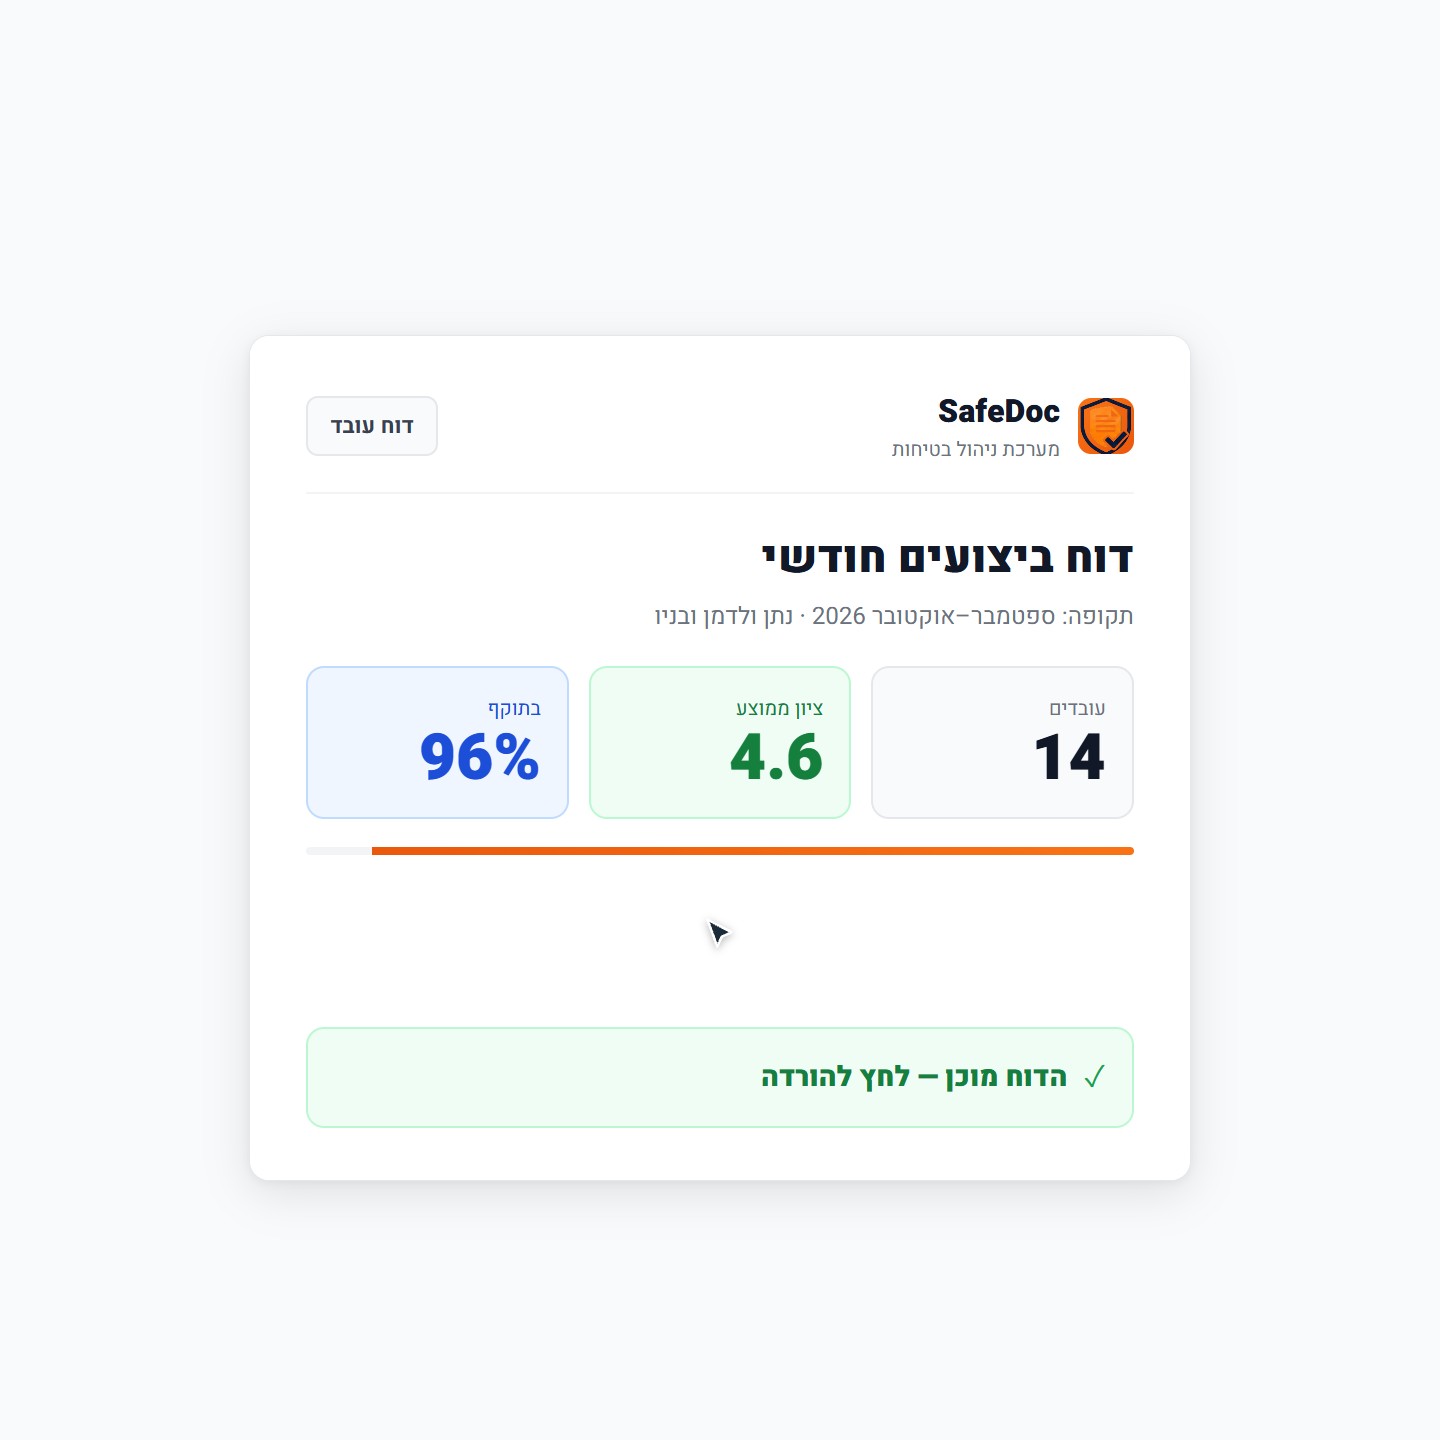 SafeDoc
מערכת ניהול בטיחות
דוח עובד
דוח ביצועים חודשי
תקופה: ספטמבר–אוקטובר 2026 · נתן ולדמן ובניו
עובדים
14
ציון ממוצע
4.6
בתוקף
96%
✓ הדוח מוכן – לחץ להורדה